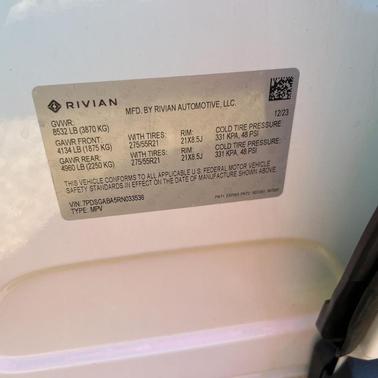 RIVIAN
MFD. BY RIVIAN AUTOMOTIVE, LLC.
12/23
GVWR:
8532 LB (3870 KG)
GAWR FRONT: WITH TIRES: RIM: COLD TIRE PRESSURE:
4134 LB (1875 KG) 275/55R21 21X8.5J 331 KPA, 48 PSI
GAWR REAR: WITH TIRES: RIM: COLD TIRE PRESSURE:
4960 LB (2250 KG) 275/55R21 21X8.5J 331 KPA, 48 PSI
THIS VEHICLE CONFORMS TO ALL APPLICABLE U.S. FEDERAL MOTOR VEHICLE
SAFETY STANDARDS IN EFFECT ON THE DATE OF MANUFACTURE SHOWN ABOVE.
VIN: 7PDSGABA5RN033536
TYPE: MPV